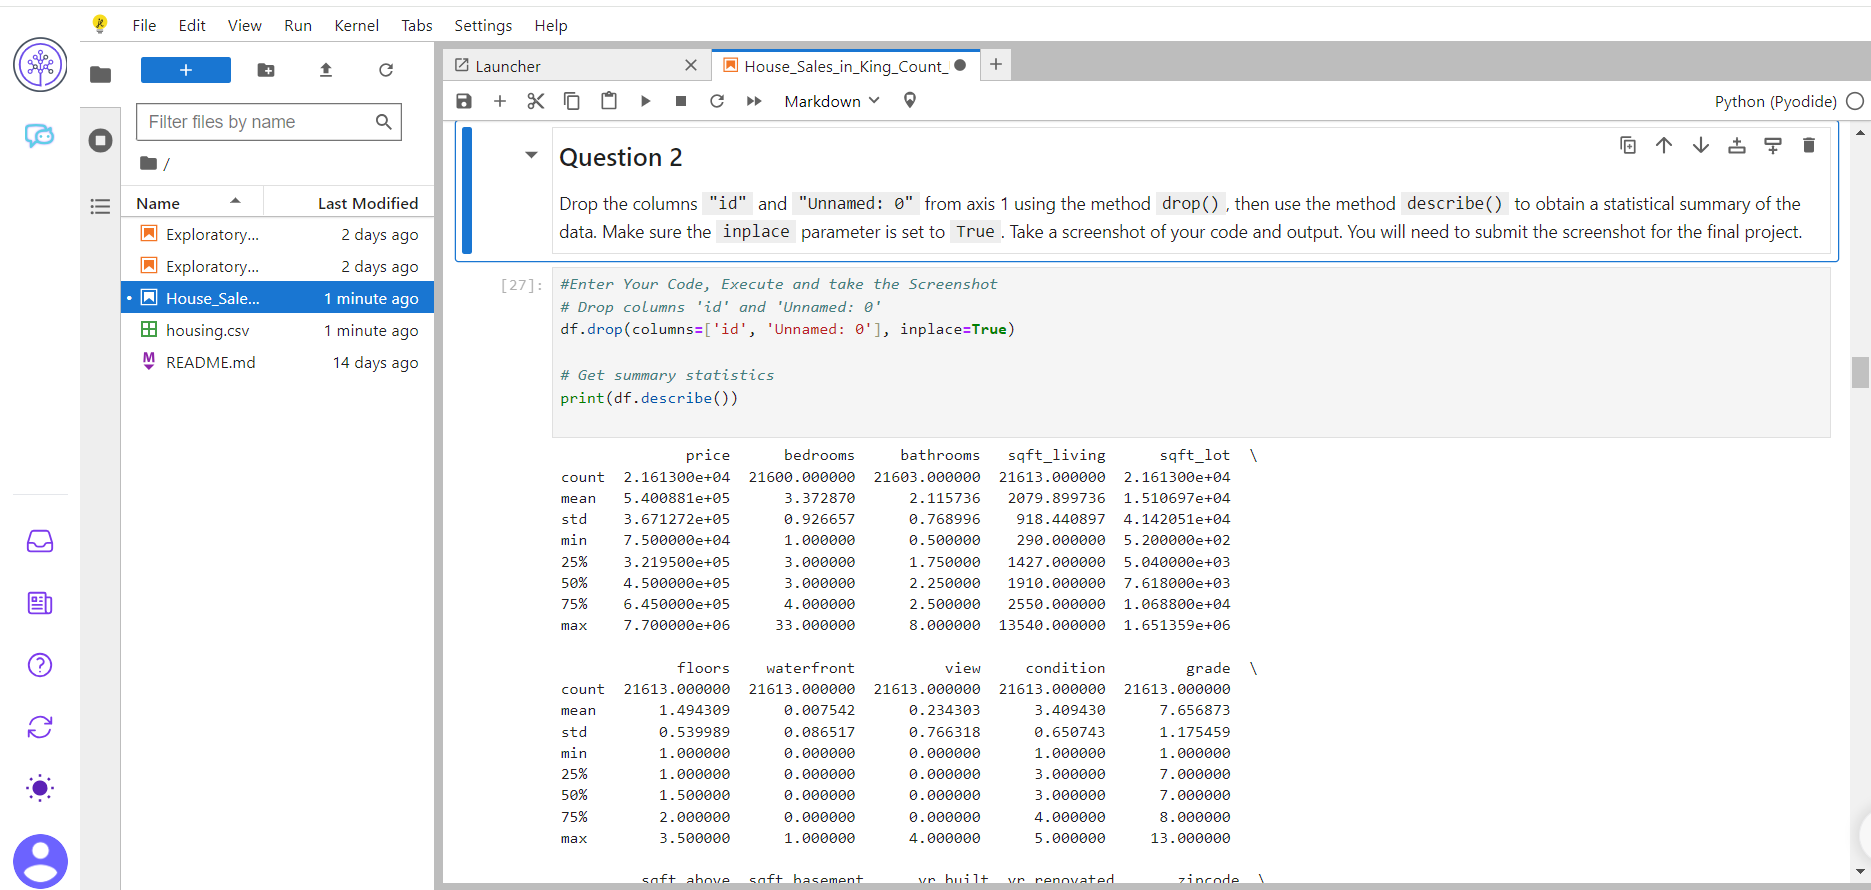 File Edit View Run Kernel Tabs Settings Help
Launcher
House_Sales_in_King_Count_
Markdown
Python (Pyodide)
Filter files by name
/
Name Last Modified
Exploratory... 2 days ago
Exploratory... 2 days ago
House_Sale... 1 minute ago
housing.csv 1 minute ago
README.md 14 days ago
Question 2
Drop the columns "id" and "Unnamed: 0" from axis 1 using the method drop() , then use the method describe() to obtain a statistical summary of the
data. Make sure the inplace parameter is set to True . Take a screenshot of your code and output. You will need to submit the screenshot for the final project.
[27]: #Enter Your Code, Execute and take the Screenshot
# Drop columns 'id' and 'Unnamed: 0'
df.drop(columns=['id', 'Unnamed: 0'], inplace=True)
# Get summary statistics
print(df.describe())
price bedrooms bathrooms sqft_living sqft_lot \
count 2.161300e+04 21600.000000 21603.000000 21613.000000 2.161300e+04
mean 5.400881e+05 3.372870 2.115736 2079.899736 1.510697e+04
std 3.671272e+05 0.926657 0.768996 918.440897 4.142051e+04
min 7.500000e+04 1.000000 0.500000 290.000000 5.200000e+02
25% 3.219500e+05 3.000000 1.750000 1427.000000 5.040000e+03
50% 4.500000e+05 3.000000 2.250000 1910.000000 7.618000e+03
75% 6.450000e+05 4.000000 2.500000 2550.000000 1.068800e+04
max 7.700000e+06 33.000000 8.000000 13540.000000 1.651359e+06
floors waterfront view condition grade \
count 21613.000000 21613.000000 21613.000000 21613.000000 21613.000000
mean 1.494309 0.007542 0.234303 3.409430 7.656873
std 0.539989 0.086517 0.766318 0.650743 1.175459
min 1.000000 0.000000 0.000000 1.000000 1.000000
25% 1.000000 0.000000 0.000000 3.000000 7.000000
50% 1.500000 0.000000 0.000000 3.000000 7.000000
75% 2.000000 0.000000 0.000000 4.000000 8.000000
max 3.500000 1.000000 4.000000 5.000000 13.000000
sqft_above sqft_basement yr_built yr_renovated zipcode \